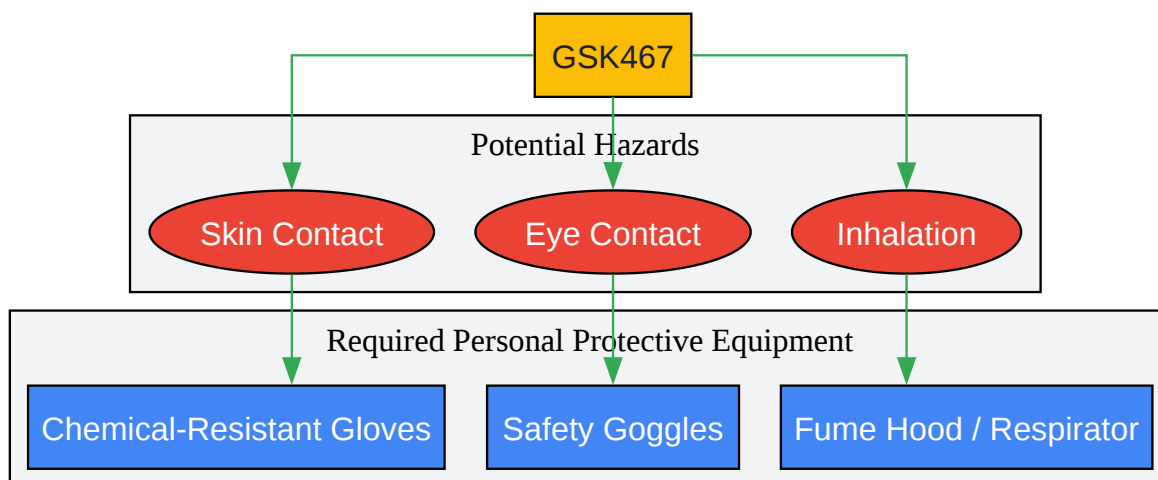 GSK467
Potential Hazards
Skin Contact
Eye Contact
Inhalation
Required Personal Protective Equipment
Chemical-Resistant Gloves
Safety Goggles
Fume Hood / Respirator